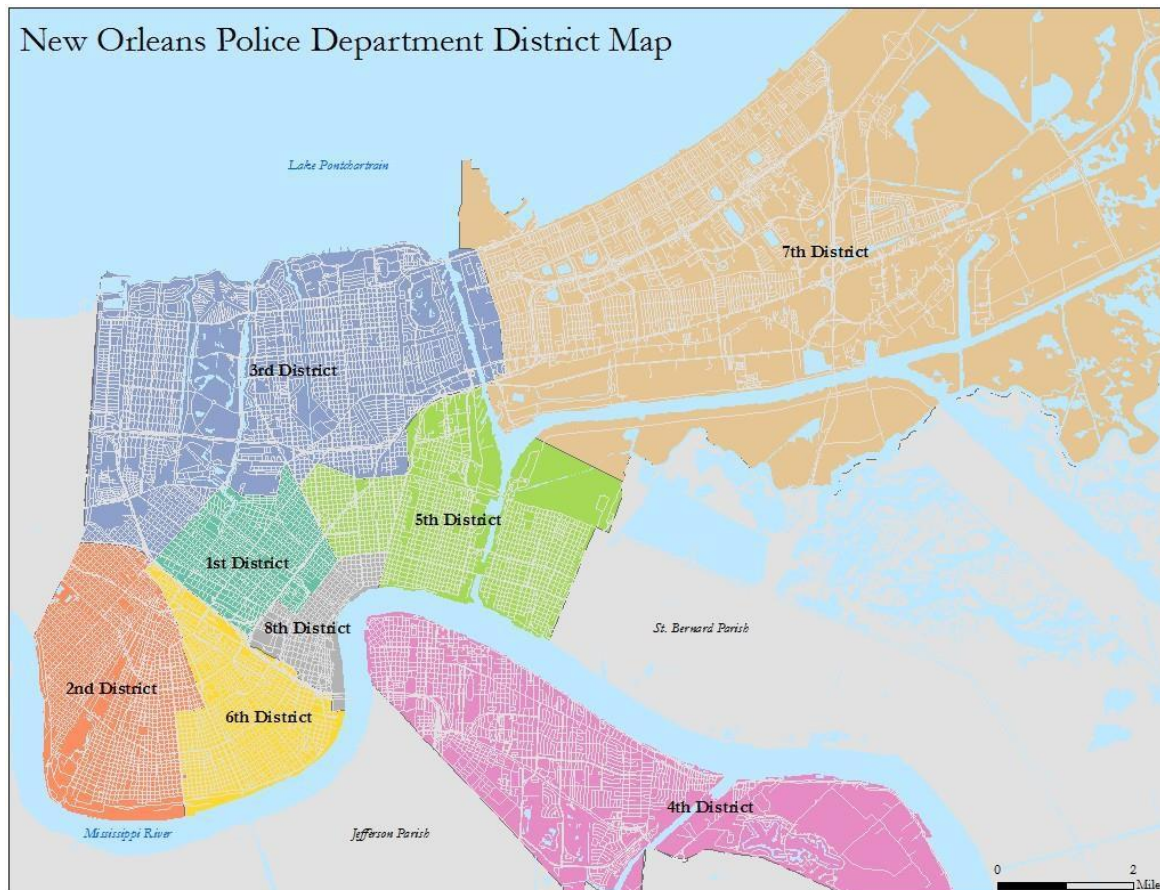 New Orleans Police Department District Map
Lake Pontchartrain
7th District
3rd District
5th District
1st District
8th District
St. Bernard Parish
2nd District
6th District
4th District
Mississippi River
Jefferson Parish
0 2
Mile